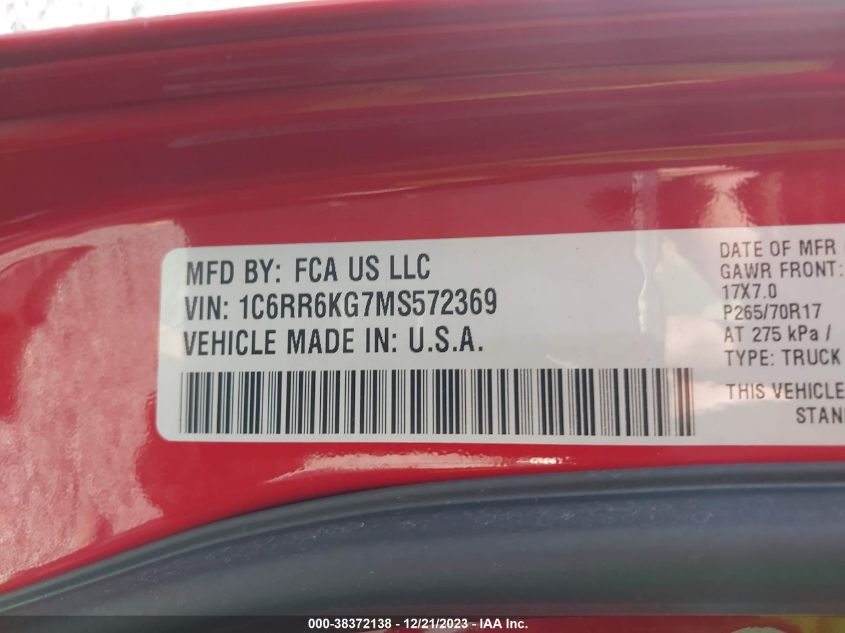 MFD BY: FCA US LLC
VIN: 1C6RR6KG7MS572369
VEHICLE MADE IN: U.S.A.
DATE OF MFR
GAWR FRONT:
17X7.0
P265/70R17
AT 275 kPa /
TYPE: TRUCK
THIS VEHICLE
STAN
000-38372138 - 12/21/2023 - IAA Inc.